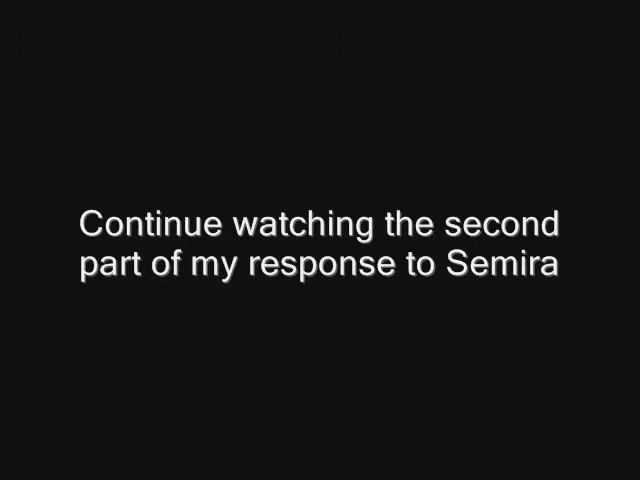 Continue watching the second
part of my response to Semira